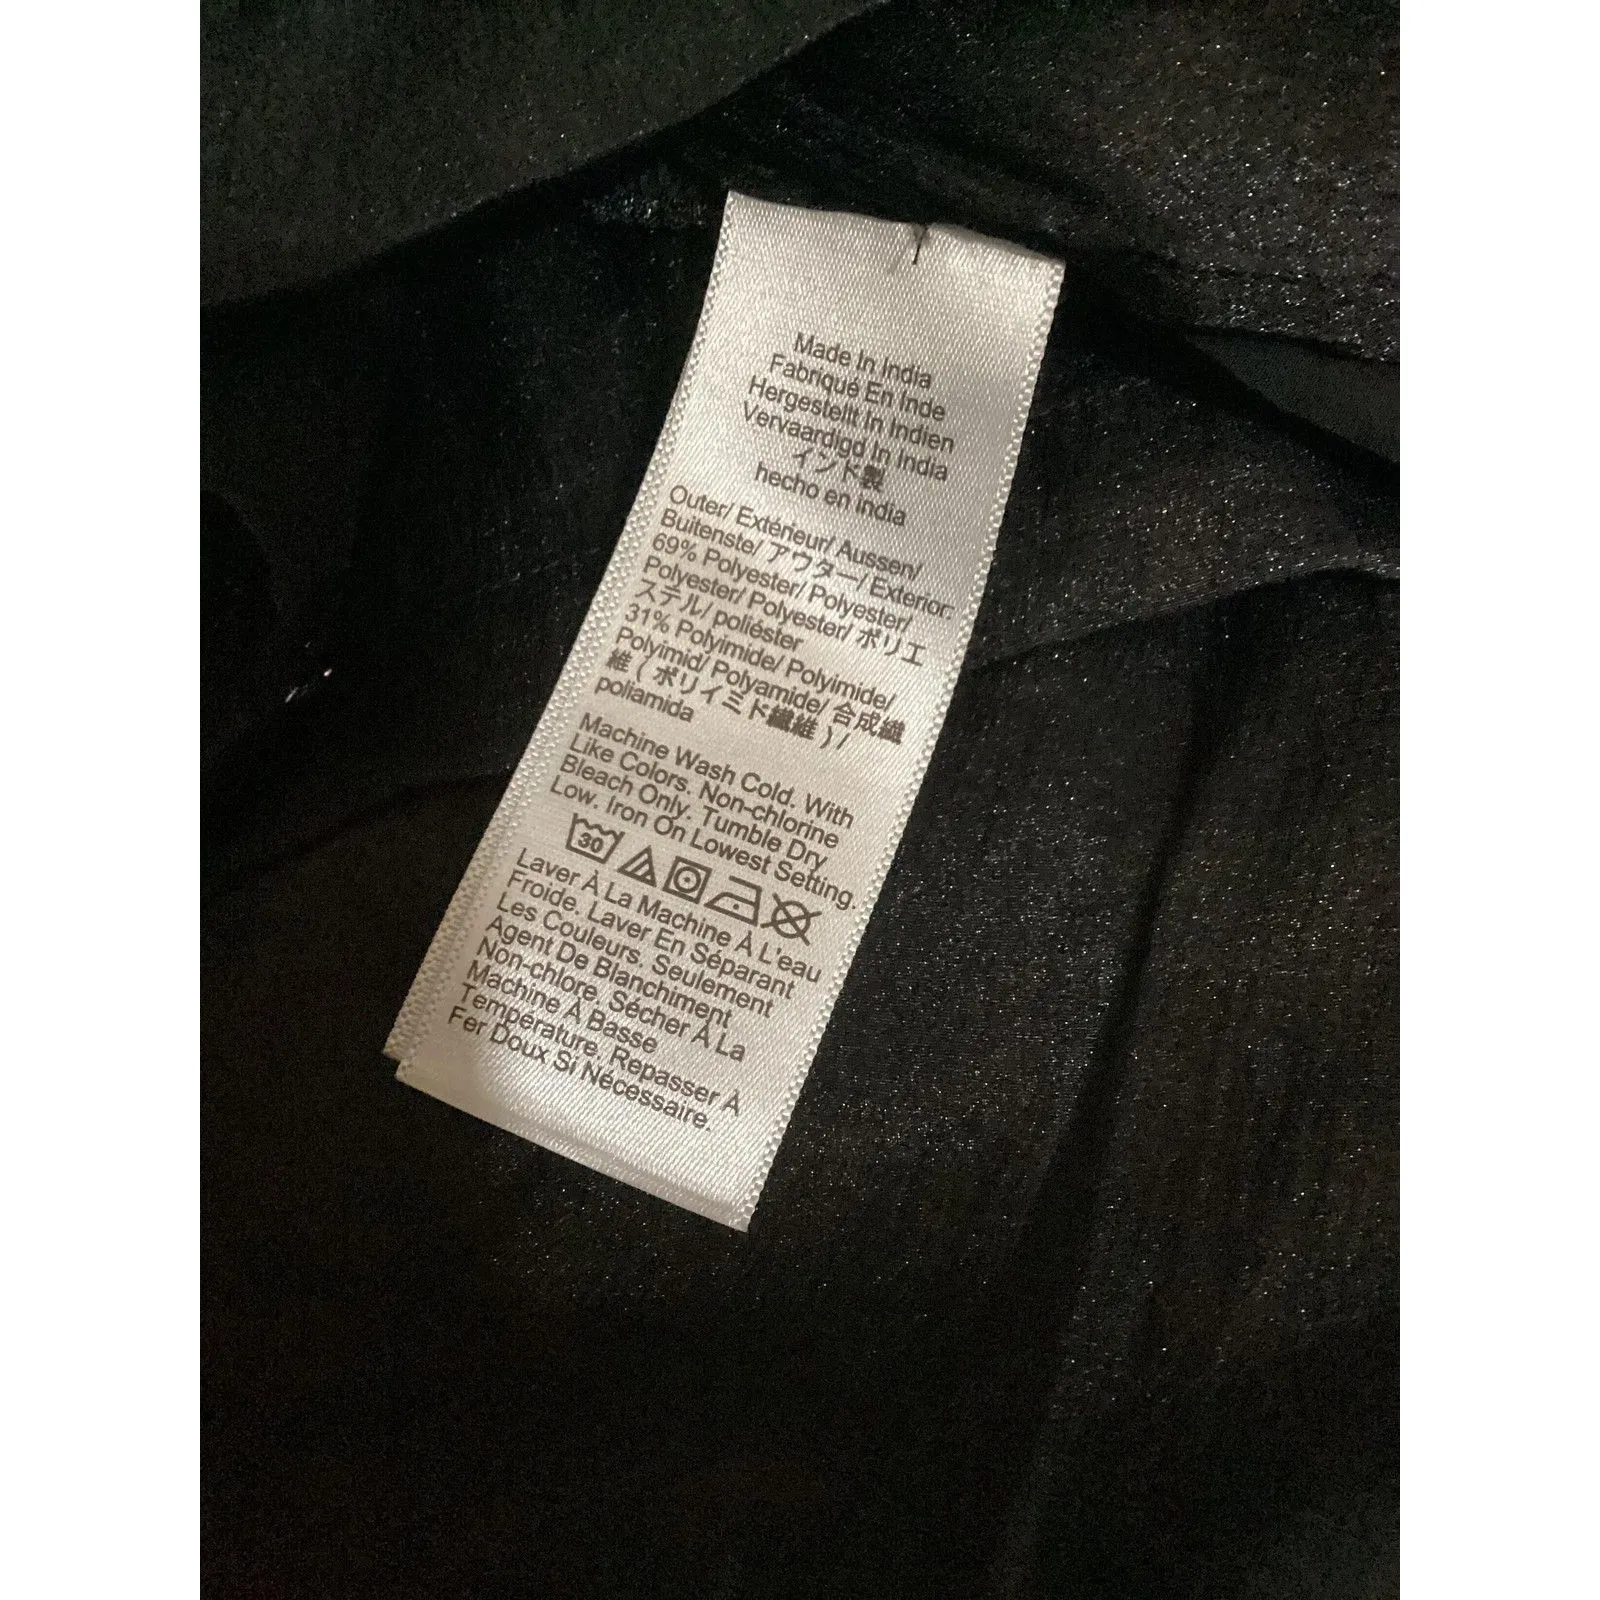 Made In India
Fabriqué En Inde
Hergestellt In Indien
Vervaardigd In India
インド製
hecho en india
Outer/ Extérieur/ Aussen/
Buitenste/ アウター/ Exterior:
69% Polyester/ Polyester/
Polyester/ Polyester/ ポリエ
ステル/ poliéster
31% Polyimide/ Polyimide/
Polyimid/ Polyamide/ 合成繊
維 ( ポリイミド繊維 ) /
poliamida
Machine Wash Cold. With
Like Colors. Non-chlorine
Bleach Only. Tumble Dry
Low. Iron On Lowest Setting.
30
Laver À La Machine À L'eau
Froide. Laver En Séparant
Les Couleurs. Seulement
Agent De Blanchiment
Non-chlore. Sécher À La
Machine À Basse
Température. Repasser À
Fer Doux Si Nécessaire.